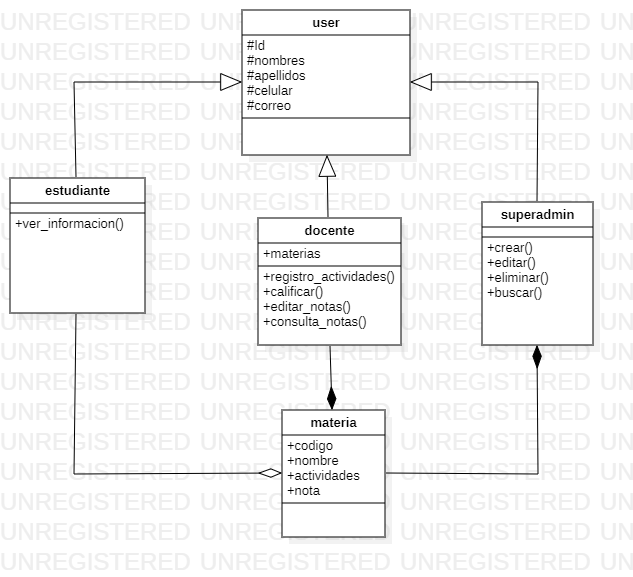 user
#Id
#nombres
#apellidos
#celular
#correo
estudiante
+ver_informacion()
docente
+materias
+registro_actividades()
+calificar()
+editar_notas()
+consulta_notas()
superadmin
+crear()
+editar()
+eliminar()
+buscar()
materia
+codigo
+nombre
+actividades
+nota
UNREGISTERED UNREGISTERED UNREGISTERED UN